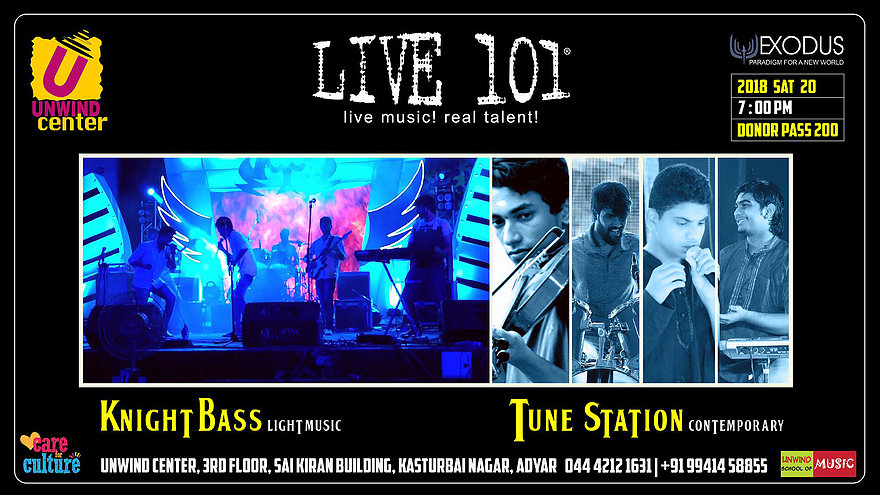 U
UNWIND
center
LIVE 101®
live music! real talent!
EXODUS
PARADIGM FOR A NEW WORLD
2018 SAT 20
7 : 00 PM
DONOR PASS 200
KNIGHT BASS LIGHT MUSIC
TUNE STATION CONTEMPORARY
care
for
culture
UNWIND CENTER, 3RD FLOOR, SAI KIRAN BUILDING, KASTURBAI NAGAR, ADYAR 044 4212 1631 | +91 99414 58855
UNWIND
SCHOOL OF
MUSIC